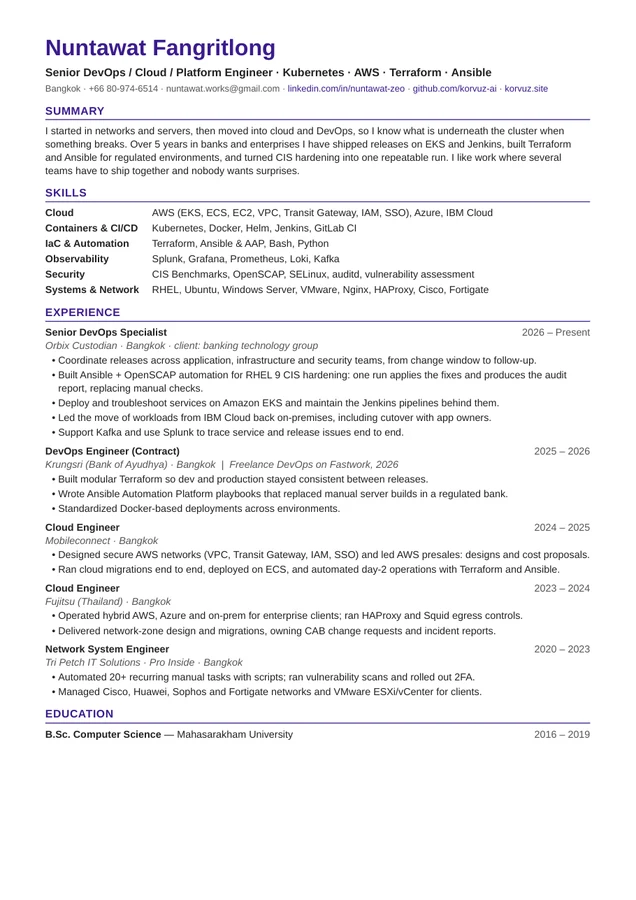 Nuntawat Fangritlong
Senior DevOps / Cloud / Platform Engineer · Kubernetes · AWS · Terraform · Ansible
Bangkok · +66 80-974-6514 · nuntawat.works@gmail.com · linkedin.com/in/nuntawat-zeo · github.com/korvuz-ai · korvuz.site
SUMMARY
I started in networks and servers, then moved into cloud and DevOps, so I know what is underneath the cluster when
something breaks. Over 5 years in banks and enterprises I have shipped releases on EKS and Jenkins, built Terraform
and Ansible for regulated environments, and turned CIS hardening into one repeatable run. I like work where several
teams have to ship together and nobody wants surprises.
SKILLS
Cloud AWS (EKS, ECS, EC2, VPC, Transit Gateway, IAM, SSO), Azure, IBM Cloud
Containers & CI/CD Kubernetes, Docker, Helm, Jenkins, GitLab CI
IaC & Automation Terraform, Ansible & AAP, Bash, Python
Observability Splunk, Grafana, Prometheus, Loki, Kafka
Security CIS Benchmarks, OpenSCAP, SELinux, auditd, vulnerability assessment
Systems & Network RHEL, Ubuntu, Windows Server, VMware, Nginx, HAProxy, Cisco, Fortigate
EXPERIENCE
Senior DevOps Specialist 2026 – Present
Orbix Custodian · Bangkok · client: banking technology group
• Coordinate releases across application, infrastructure and security teams, from change window to follow-up.
• Built Ansible + OpenSCAP automation for RHEL 9 CIS hardening: one run applies the fixes and produces the audit
report, replacing manual checks.
• Deploy and troubleshoot services on Amazon EKS and maintain the Jenkins pipelines behind them.
• Led the move of workloads from IBM Cloud back on-premises, including cutover with app owners.
• Support Kafka and use Splunk to trace service and release issues end to end.
DevOps Engineer (Contract) 2025 – 2026
Krungsri (Bank of Ayudhya) · Bangkok | Freelance DevOps on Fastwork, 2026
• Built modular Terraform so dev and production stayed consistent between releases.
• Wrote Ansible Automation Platform playbooks that replaced manual server builds in a regulated bank.
• Standardized Docker-based deployments across environments.
Cloud Engineer 2024 – 2025
Mobileconnect · Bangkok
• Designed secure AWS networks (VPC, Transit Gateway, IAM, SSO) and led AWS presales: designs and cost proposals.
• Ran cloud migrations end to end, deployed on ECS, and automated day-2 operations with Terraform and Ansible.
Cloud Engineer 2023 – 2024
Fujitsu (Thailand) · Bangkok
• Operated hybrid AWS, Azure and on-prem for enterprise clients; ran HAProxy and Squid egress controls.
• Delivered network-zone design and migrations, owning CAB change requests and incident reports.
Network System Engineer 2020 – 2023
Tri Petch IT Solutions · Pro Inside · Bangkok
• Automated 20+ recurring manual tasks with scripts; ran vulnerability scans and rolled out 2FA.
• Managed Cisco, Huawei, Sophos and Fortigate networks and VMware ESXi/vCenter for clients.
EDUCATION
B.Sc. Computer Science — Mahasarakham University 2016 – 2019